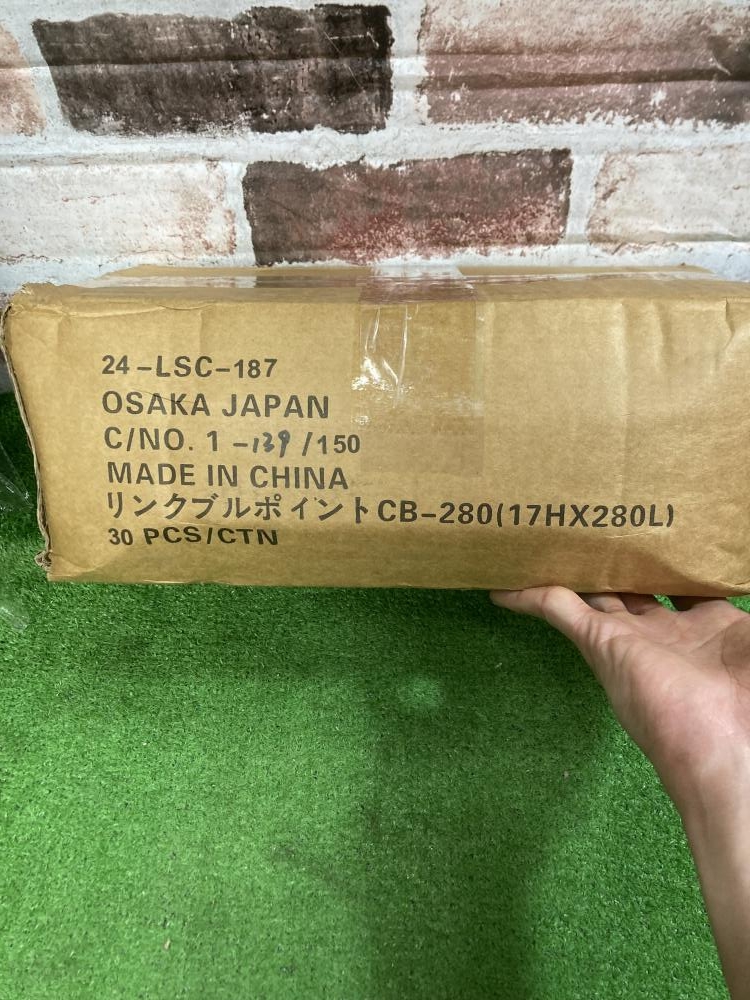 24-LSC-187
OSAKA JAPAN
C/NO. 1-139/150
MADE IN CHINA
リンクブルポイントCB-280(17HX280L)
30 PCS/CTN